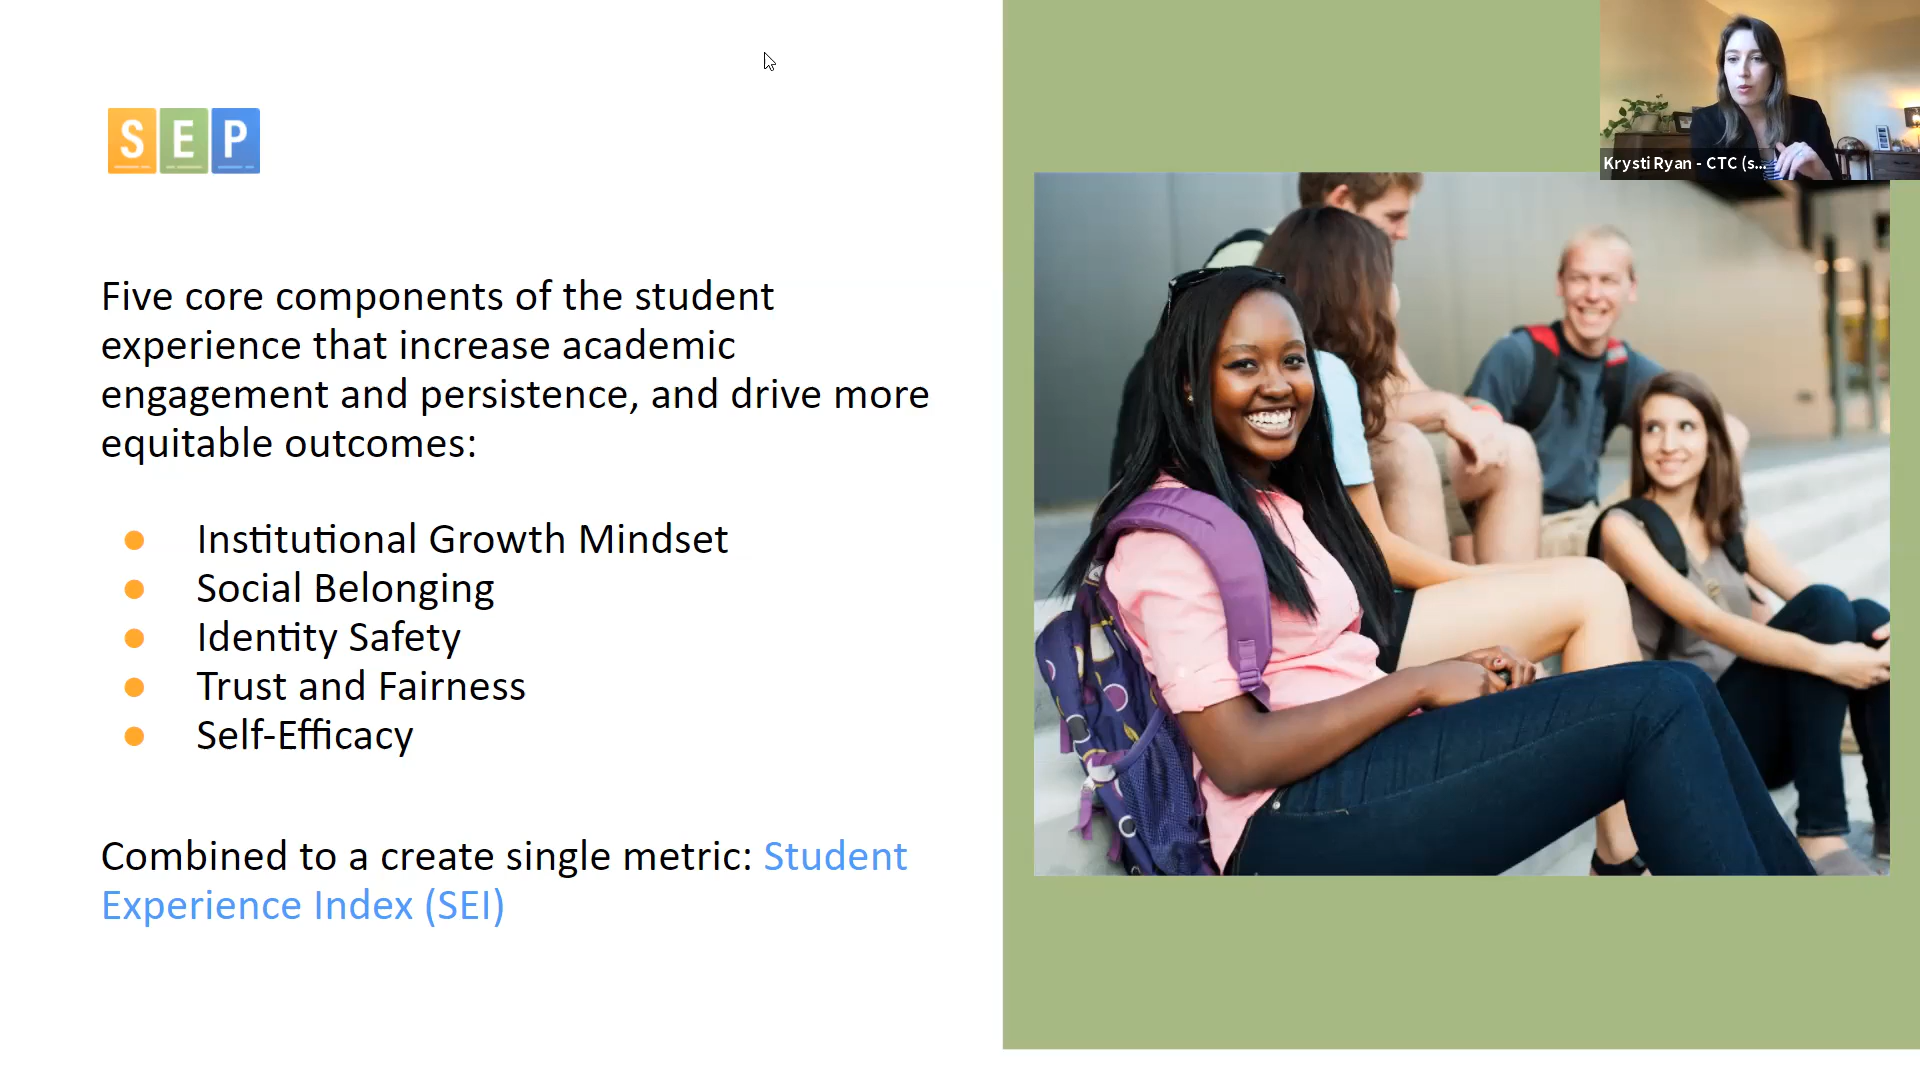 SEP
Krysti Ryan - CTC (s...
Five core components of the student
experience that increase academic
engagement and persistence, and drive more
equitable outcomes:
Institutional Growth Mindset
Social Belonging
Identity Safety
Trust and Fairness
Self-Efficacy
Combined to a create single metric: Student
Experience Index (SEI)